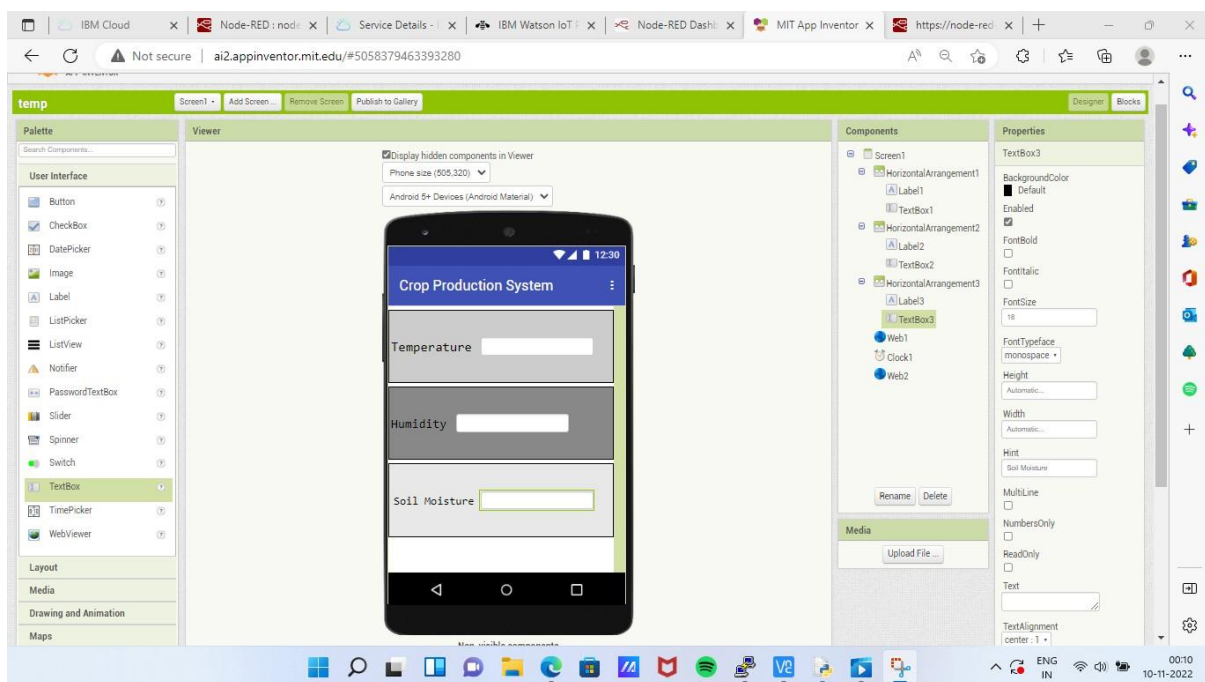 IBM Cloud
Node-RED : node
Service Details - I
IBM Watson IoT P
Node-RED Dashb
MIT App Inventor
https://node-red
Not secure
ai2.appinventor.mit.edu/#5058379463393280
temp
Screen1
Add Screen ...
Remove Screen
Publish to Gallery
Designer
Blocks
Palette
Search Components...
User Interface
Button
CheckBox
DatePicker
Image
Label
ListPicker
ListView
Notifier
PasswordTextBox
Slider
Spinner
Switch
TextBox
TimePicker
WebViewer
Layout
Media
Drawing and Animation
Maps
Viewer
Display hidden components in Viewer
Phone size (505,320)
Android 5+ Devices (Android Material)
12:30
Crop Production System
Temperature
Humidity
Soil Moisture
Components
Screen1
HorizontalArrangement1
Label1
TextBox1
HorizontalArrangement2
Label2
TextBox2
HorizontalArrangement3
Label3
TextBox3
Web1
Clock1
Web2
Rename
Delete
Media
Upload File ...
Properties
TextBox3
BackgroundColor
Default
Enabled
FontBold
FontItalic
FontSize
18
FontTypeface
monospace
Height
Automatic...
Width
Automatic...
Hint
Soil Moisture
MultiLine
NumbersOnly
ReadOnly
Text
TextAlignment
center : 1
ENG
IN
00:10
10-11-2022